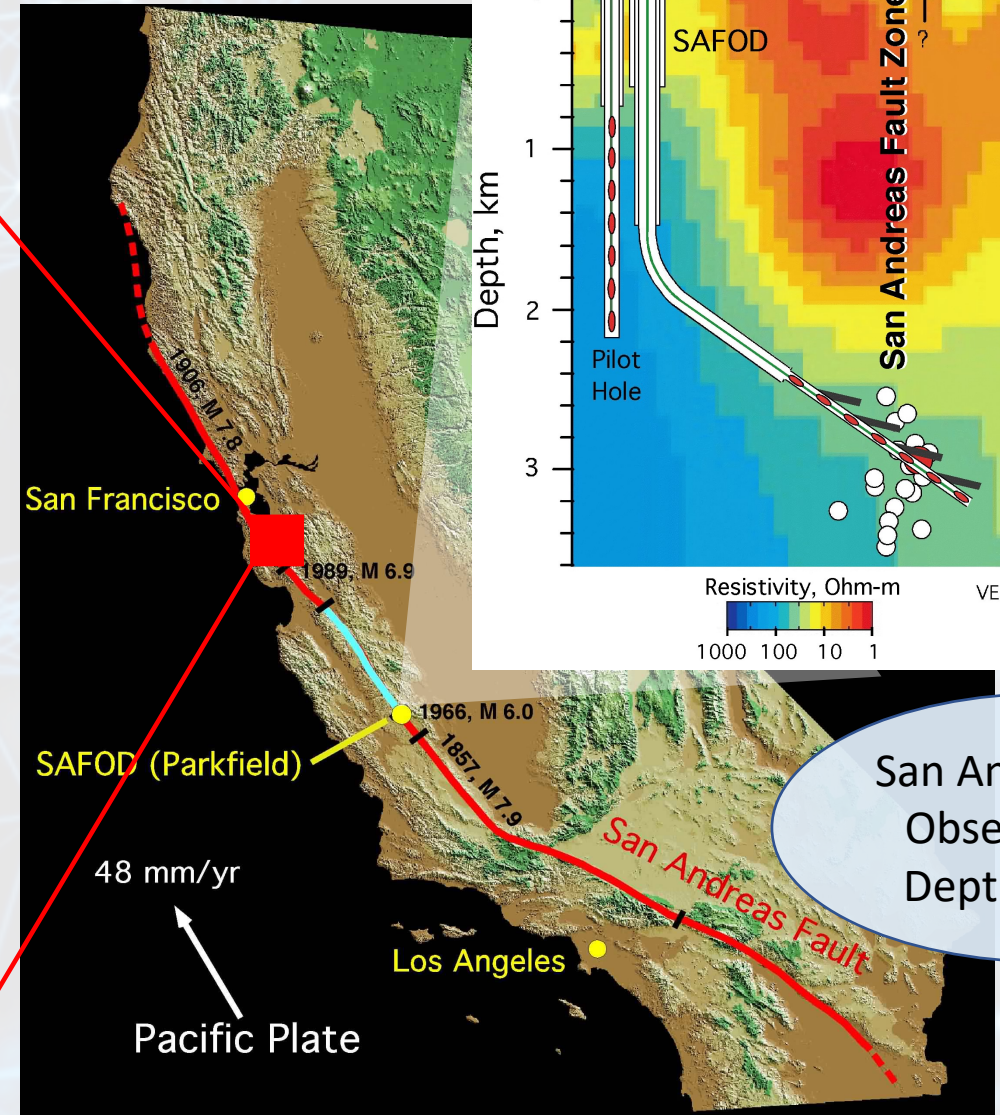 SAFOD
San Andreas Fault Zone
?
Depth, km
1
2
3
Pilot
Hole
Resistivity, Ohm-m
VE
1000 100 10 1
1906, M 7.8
San Francisco
1989, M 6.9
1966, M 6.0
SAFOD (Parkfield)
1857, M 7.9
San Andreas Fault
48 mm/yr
Los Angeles
Pacific Plate
San An
Obse
Dept